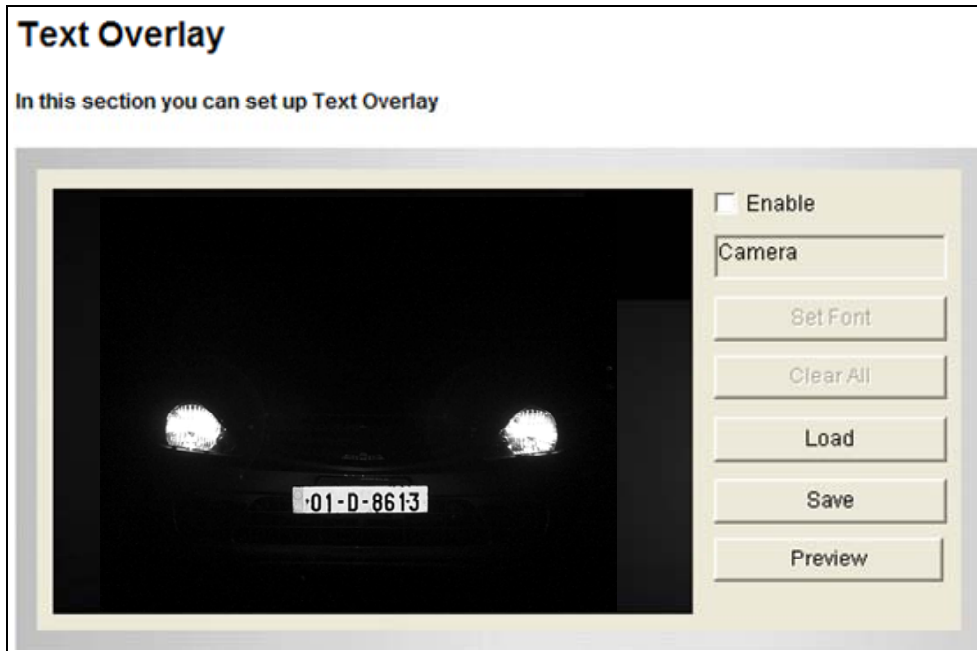 Text Overlay
In this section you can set up Text Overlay
Enable
Camera
Set Font
Clear All
Load
Save
Preview
01-D-8613